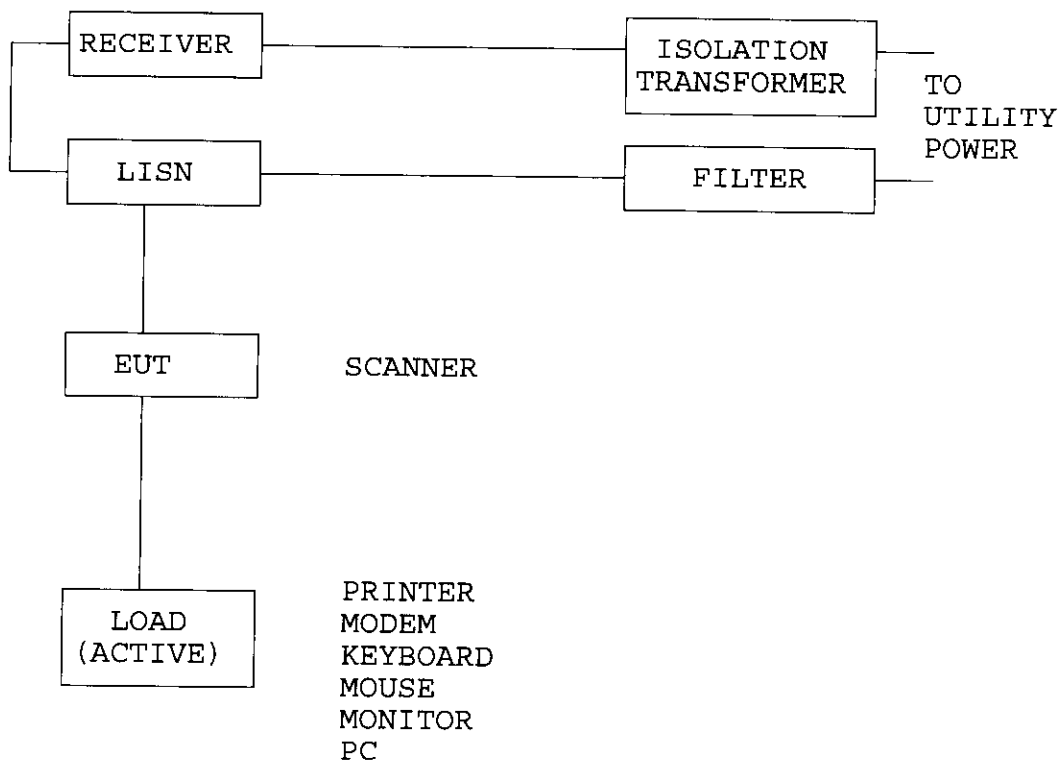 RECEIVER
ISOLATION
TRANSFORMER
TO
UTILITY
POWER
LISN
FILTER
EUT
SCANNER
LOAD
(ACTIVE)
PRINTER
MODEM
KEYBOARD
MOUSE
MONITOR
PC